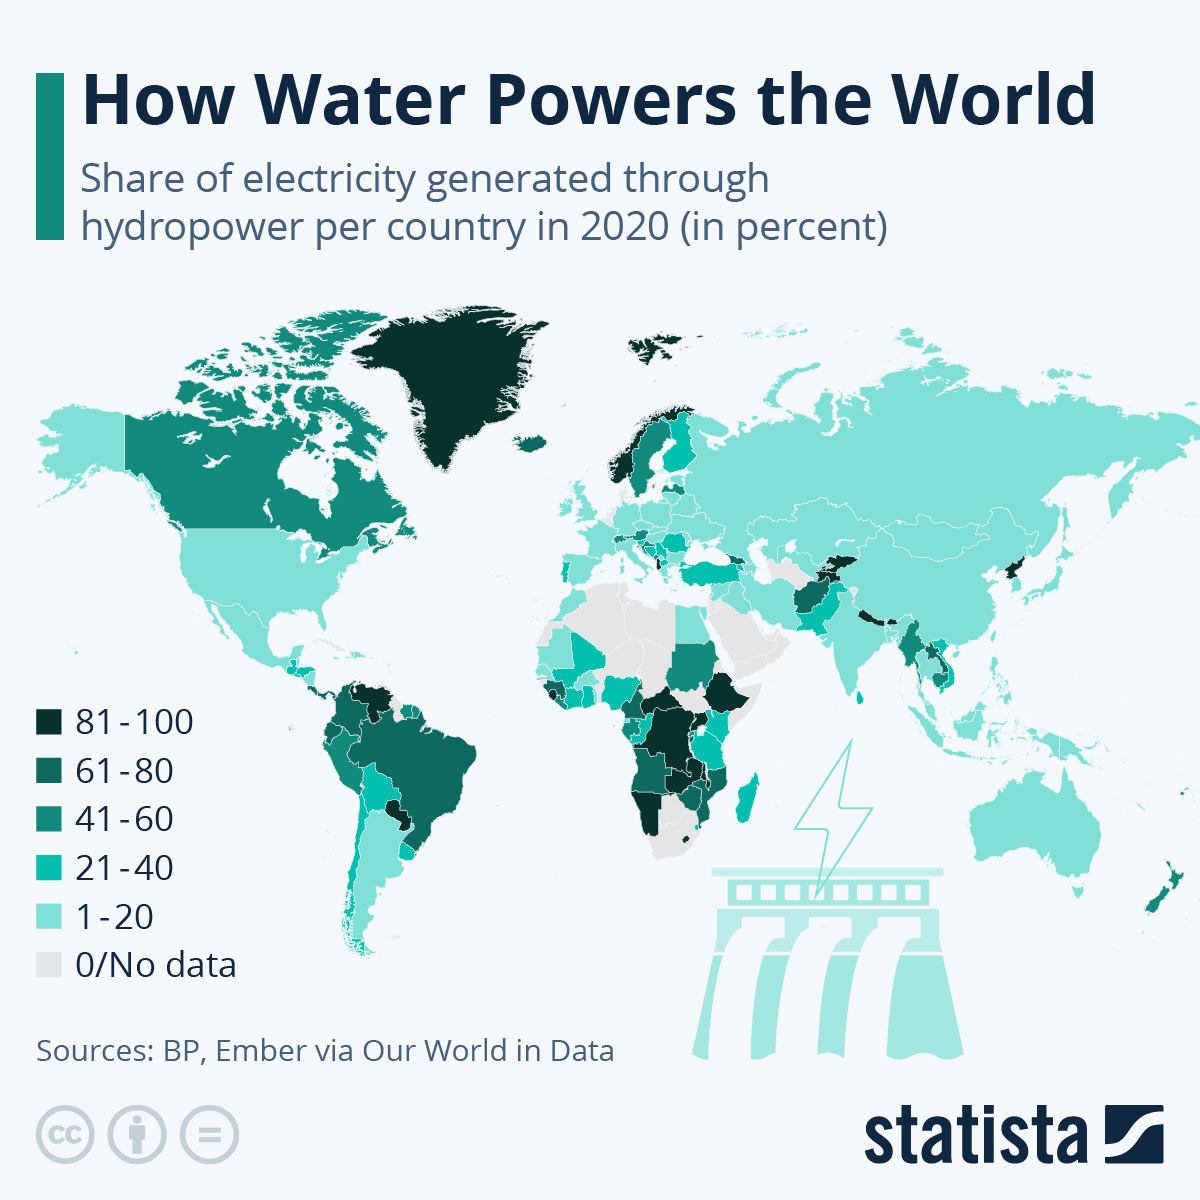 How Water Powers the World
Share of electricity generated through
hydropower per country in 2020 (in percent)
81-100
61-80
41-60
21-40
1-20
0/No data
Sources: BP, Ember via Our World in Data
cc
statista